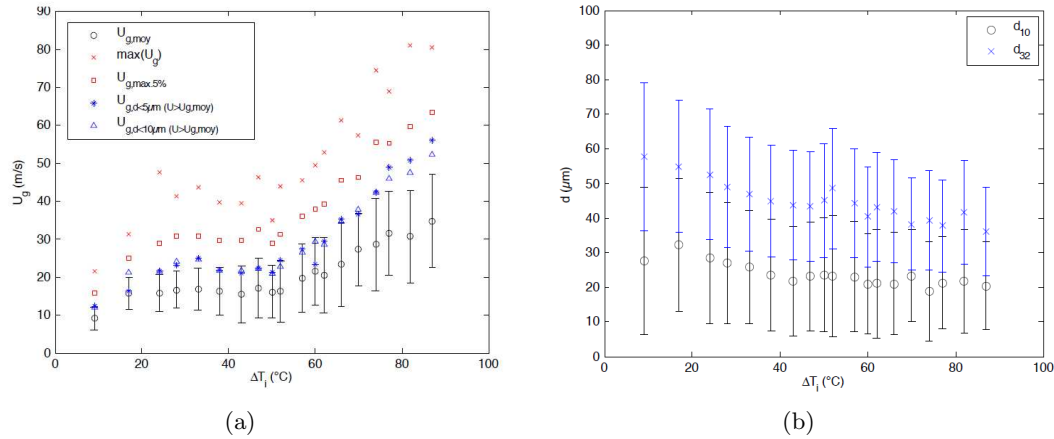 U_g,moy
max(U_g)
U_g,max.5%
U_g,d<5μm (U>Ug,moy)
U_g,d<10μm (U>Ug,moy)
90
80
70
60
50
40
30
20
10
0
U_g (m/s)
0 20 40 60 80 100
ΔT_i (°C)
(a)
d_10
d_32
100
90
80
70
60
50
40
30
20
10
0
d (μm)
0 20 40 60 80 100
ΔT_i (°C)
(b)